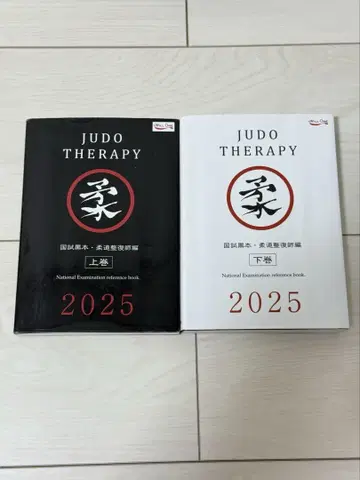 JUDO
THERAPY
柔
国試黒本・柔道整復師編
上巻
National Examination reference book.
2025
JUDO
THERAPY
柔
国試黒本・柔道整復師編
下巻
National Examination reference book.
2025